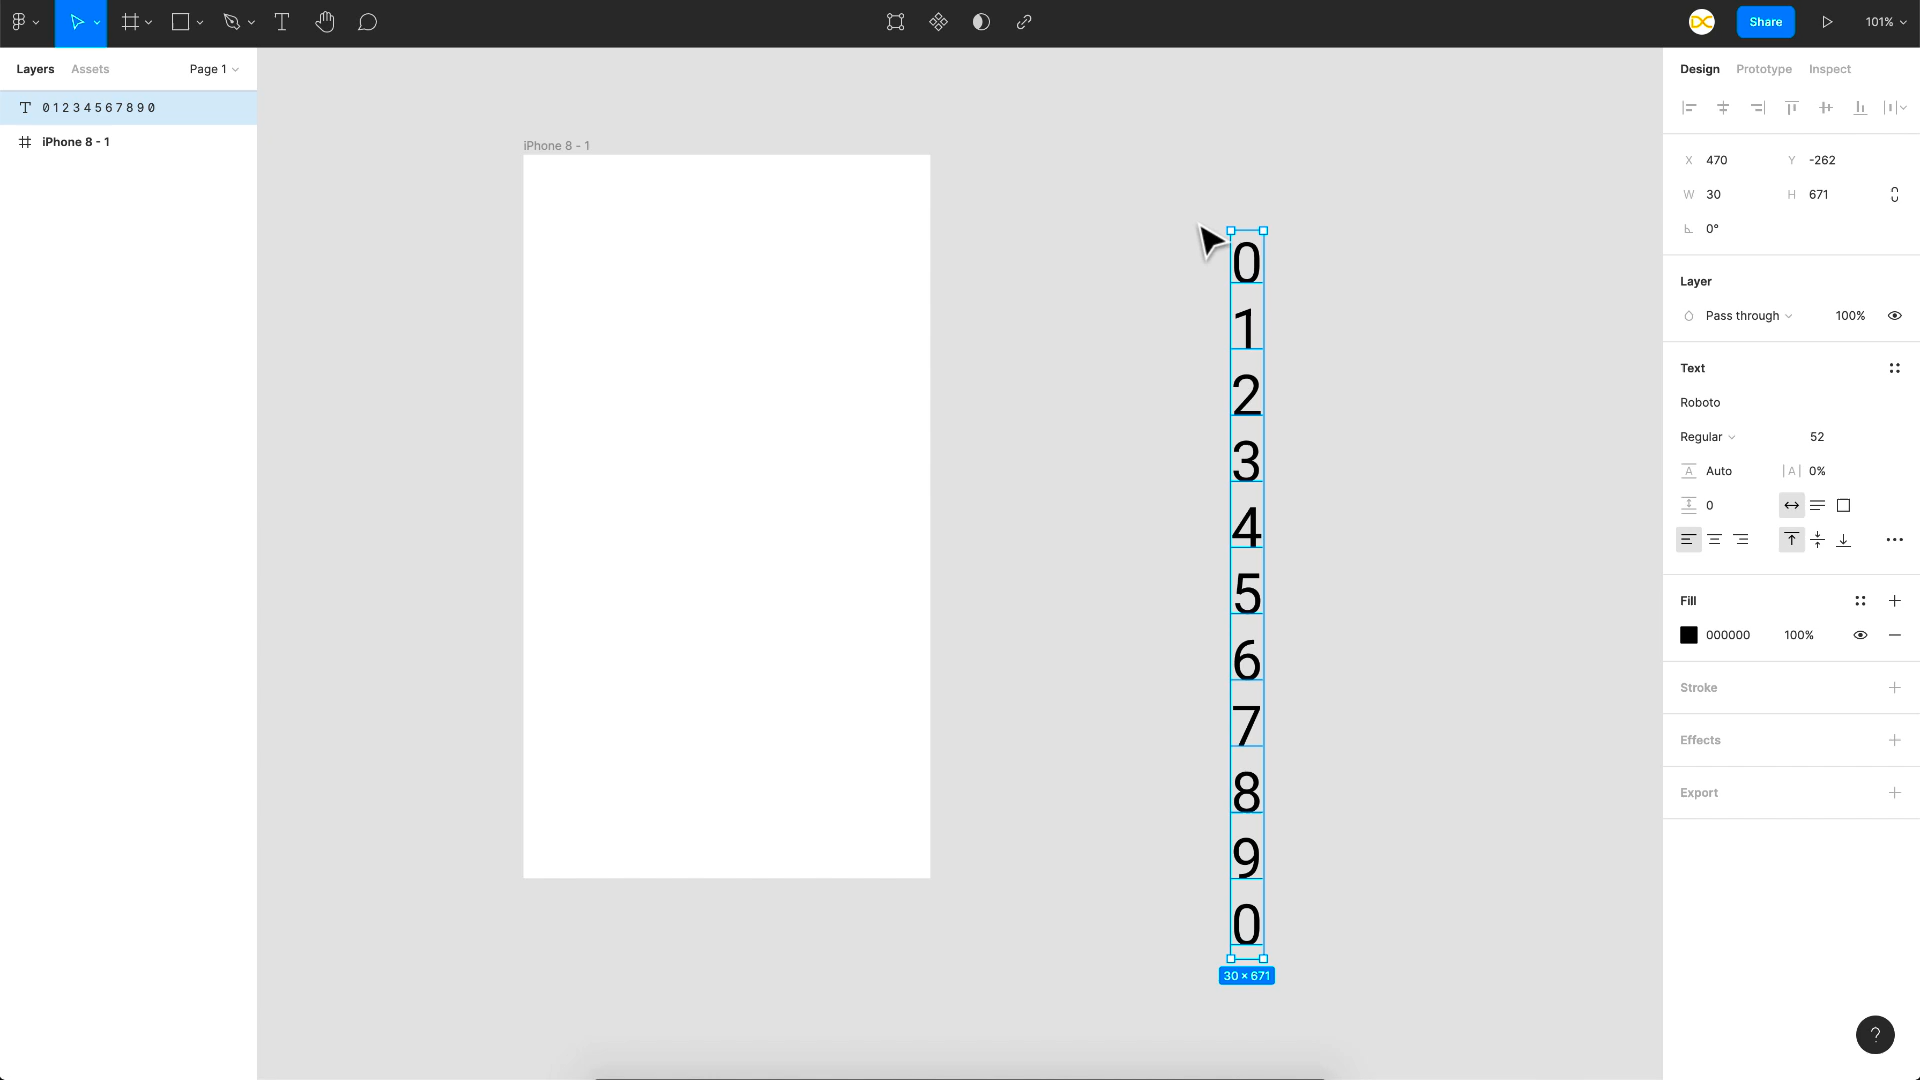 Share
101%
Layers
Assets
Page 1
0 1 2 3 4 5 6 7 8 9 0
iPhone 8 - 1
iPhone 8 - 1
0
1
2
3
4
5
6
7
8
9
0
30 × 671
Design
Prototype
Inspect
X 470
Y -262
W 30
H 671
0°
Layer
Pass through
100%
Text
Roboto
Regular
52
A Auto
|A| 0%
0
Fill
000000
100%
Stroke
Effects
Export
?